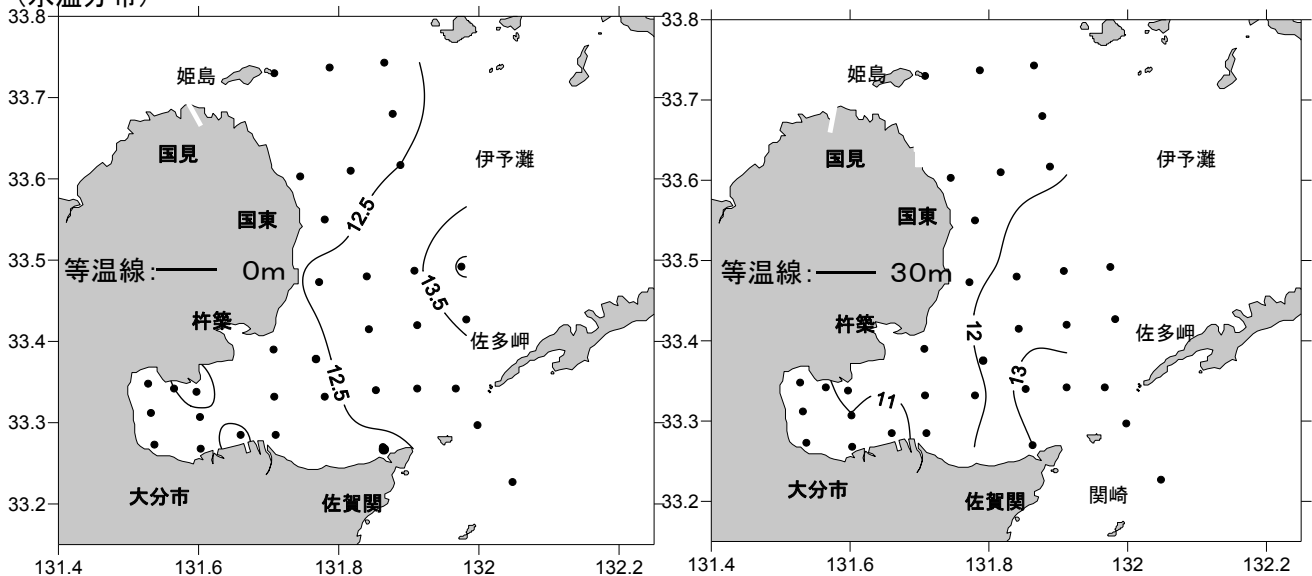 (水温分布)
33.8
33.7
33.6
33.5
33.4
33.3
33.2
131.4
131.6
131.8
132
132.2
姫島
国見
国東
伊予灘
等温線: 0m
杵築
佐多岬
大分市
佐賀関
12.5
13.5
12.5
33.8
33.7
33.6
33.5
33.4
33.3
33.2
131.4
131.6
131.8
132
132.2
姫島
国見
国東
伊予灘
等温線: 30m
杵築
佐多岬
大分市
佐賀関
関崎
12
13
11